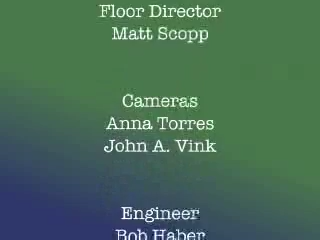 Floor Director
Matt Scopp
Cameras
Anna Torres
John A. Vink
Engineer
Bob Haber